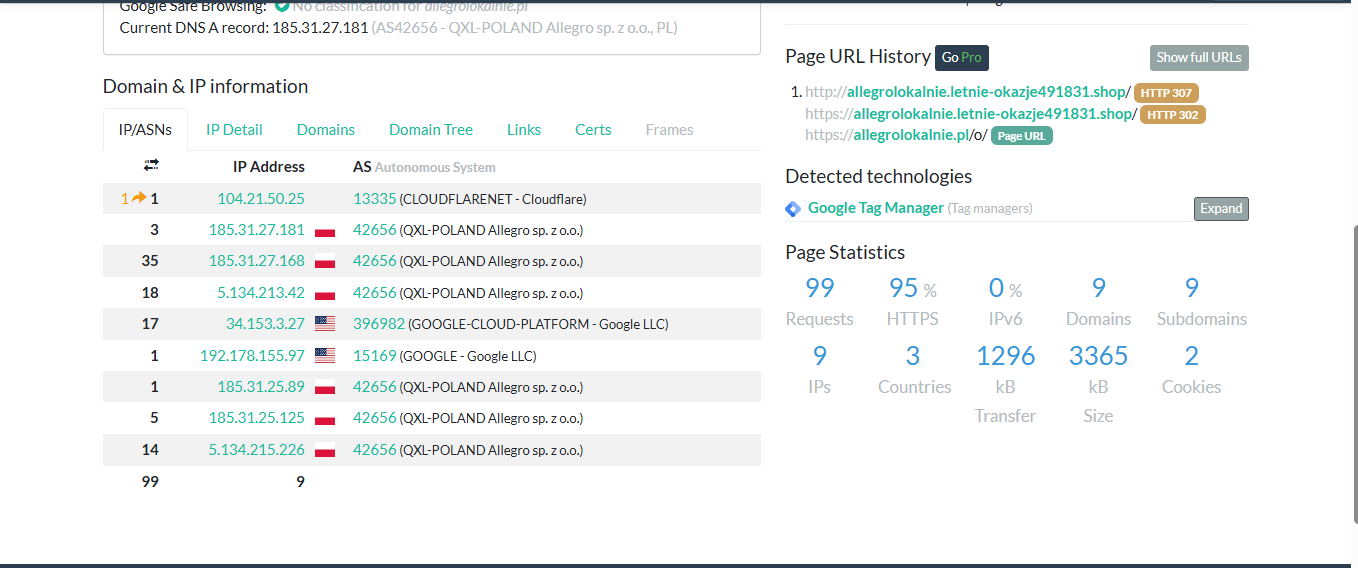 Google Safe Browsing: No classification for allegrolokalnie.pl
Current DNS A record: 185.31.27.181 (AS42656 - QXL-POLAND Allegro sp. z o.o., PL)
Domain & IP information
IP/ASNs IP Detail Domains Domain Tree Links Certs Frames
IP Address AS Autonomous System
1 1 104.21.50.25 13335 (CLOUDFLARENET - Cloudflare)
3 185.31.27.181 42656 (QXL-POLAND Allegro sp. z o.o.)
35 185.31.27.168 42656 (QXL-POLAND Allegro sp. z o.o.)
18 5.134.213.42 42656 (QXL-POLAND Allegro sp. z o.o.)
17 34.153.3.27 396982 (GOOGLE-CLOUD-PLATFORM - Google LLC)
1 192.178.155.97 15169 (GOOGLE - Google LLC)
1 185.31.25.89 42656 (QXL-POLAND Allegro sp. z o.o.)
5 185.31.25.125 42656 (QXL-POLAND Allegro sp. z o.o.)
14 5.134.215.226 42656 (QXL-POLAND Allegro sp. z o.o.)
99 9
Page URL History Go Pro Show full URLs
1. http://allegrolokalnie.letnie-okazje491831.shop/ HTTP 307
https://allegrolokalnie.letnie-okazje491831.shop/ HTTP 302
https://allegrolokalnie.pl/o/ Page URL
Detected technologies
Google Tag Manager (Tag managers) Expand
Page Statistics
99 95 % 0 % 9 9
Requests HTTPS IPv6 Domains Subdomains
9 3 1296 3365 2
IPs Countries kB kB Cookies
Transfer Size